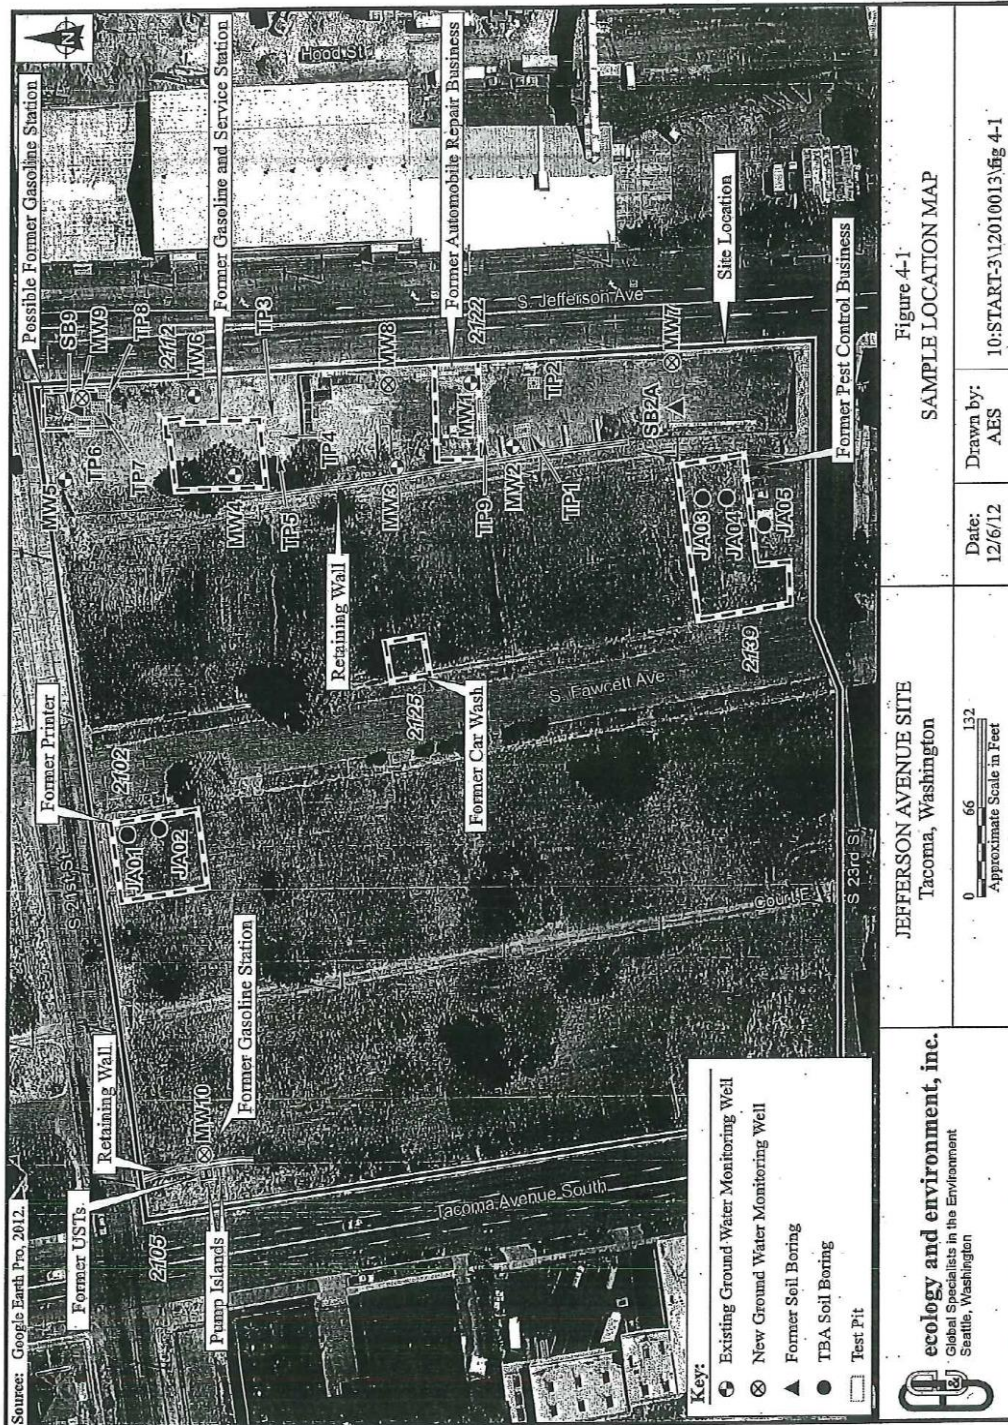 Source: Google Earth Pro, 2012.
N
Hood St
Possible Former Gasoline Station
SB9
MW9
TP8
2112
MW6
Former Gasoline and Service Station
TP3
MW5
TP6
TP7
MW4
TP5
TP4
MW8
MW3
Former Automobile Repair Business
2122
MW1
TP9
MW2
TP1
TP2
S. Jefferson Ave
MW7
SB2A
Site Location
Former Pest Control Business
JA03
JA04
JA05
2139
Retaining Wall
Former Printer
2102
S 21st St
JA01
JA02
2125
Former Car Wash
S. Fawcett Ave
Court E
S 23rd St
Retaining Wall
Former USTs
MW10
Former Gasoline Station
2105
Pump Islands
Tacoma Avenue South
Key:
Existing Ground Water Monitoring Well
New Ground Water Monitoring Well
Former Soil Boring
TBA Soil Boring
Test Pit
ecology and environment, inc.
Global Specialists in the Environment
Seattle, Washington
JEFFERSON AVENUE SITE
Tacoma, Washington
0 66 132
Approximate Scale in Feet
Figure 4-1
SAMPLE LOCATION MAP
Date:
12/6/12
Drawn by:
AES
10:START-3\12010013\fig 4-1